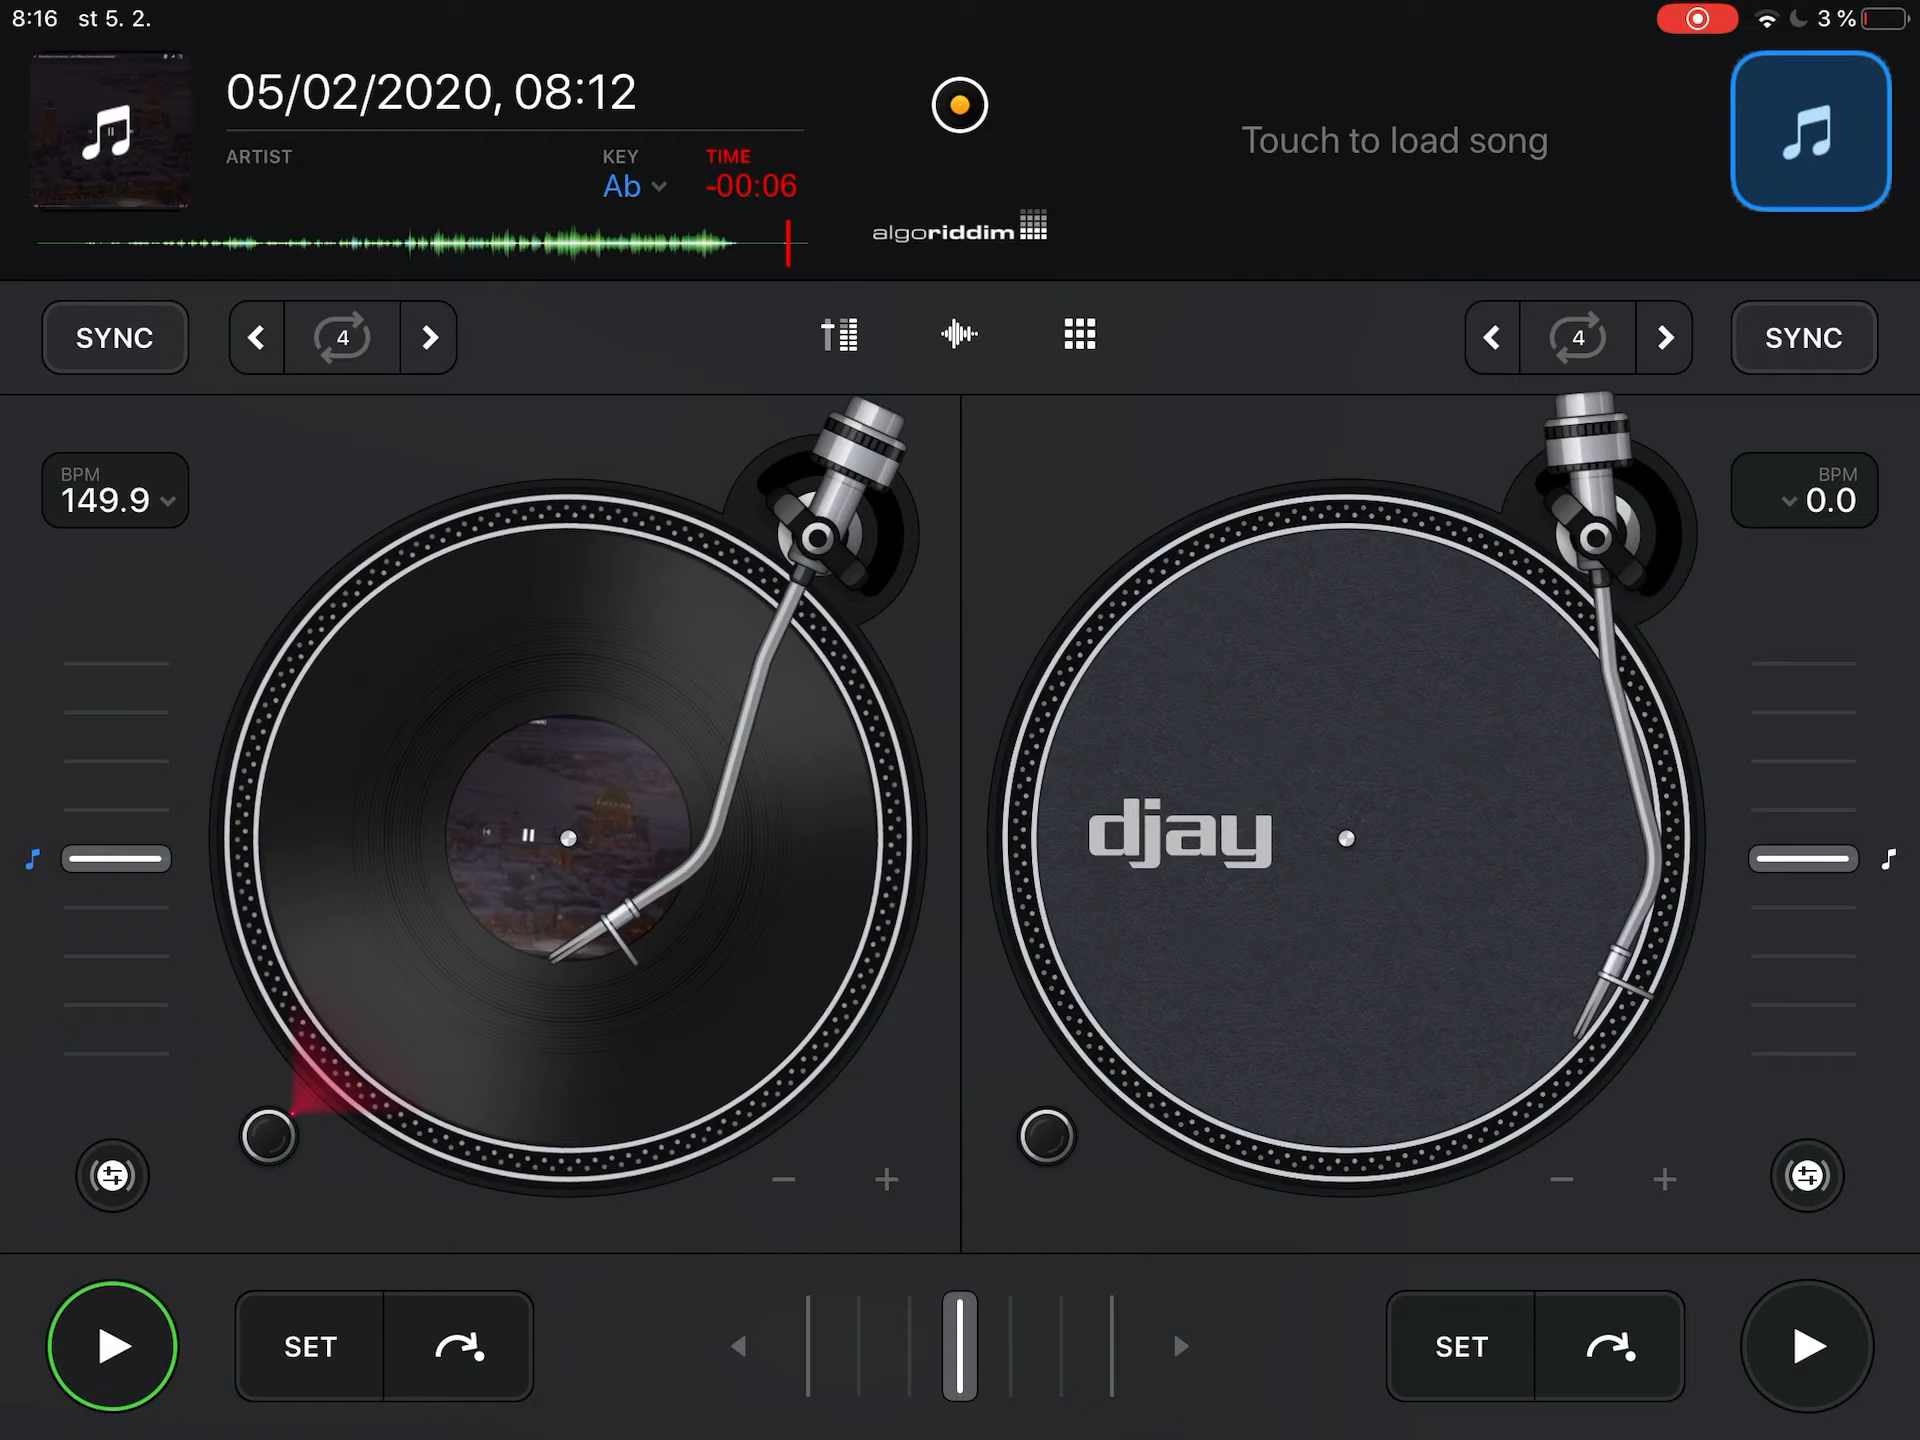 8:16 st 5. 2.
3 %
05/02/2020, 08:12
ARTIST
KEY
Ab
TIME
-00:06
algoriddim
Touch to load song
SYNC
4
4
SYNC
BPM
149.9
BPM
0.0
djay
SET
SET